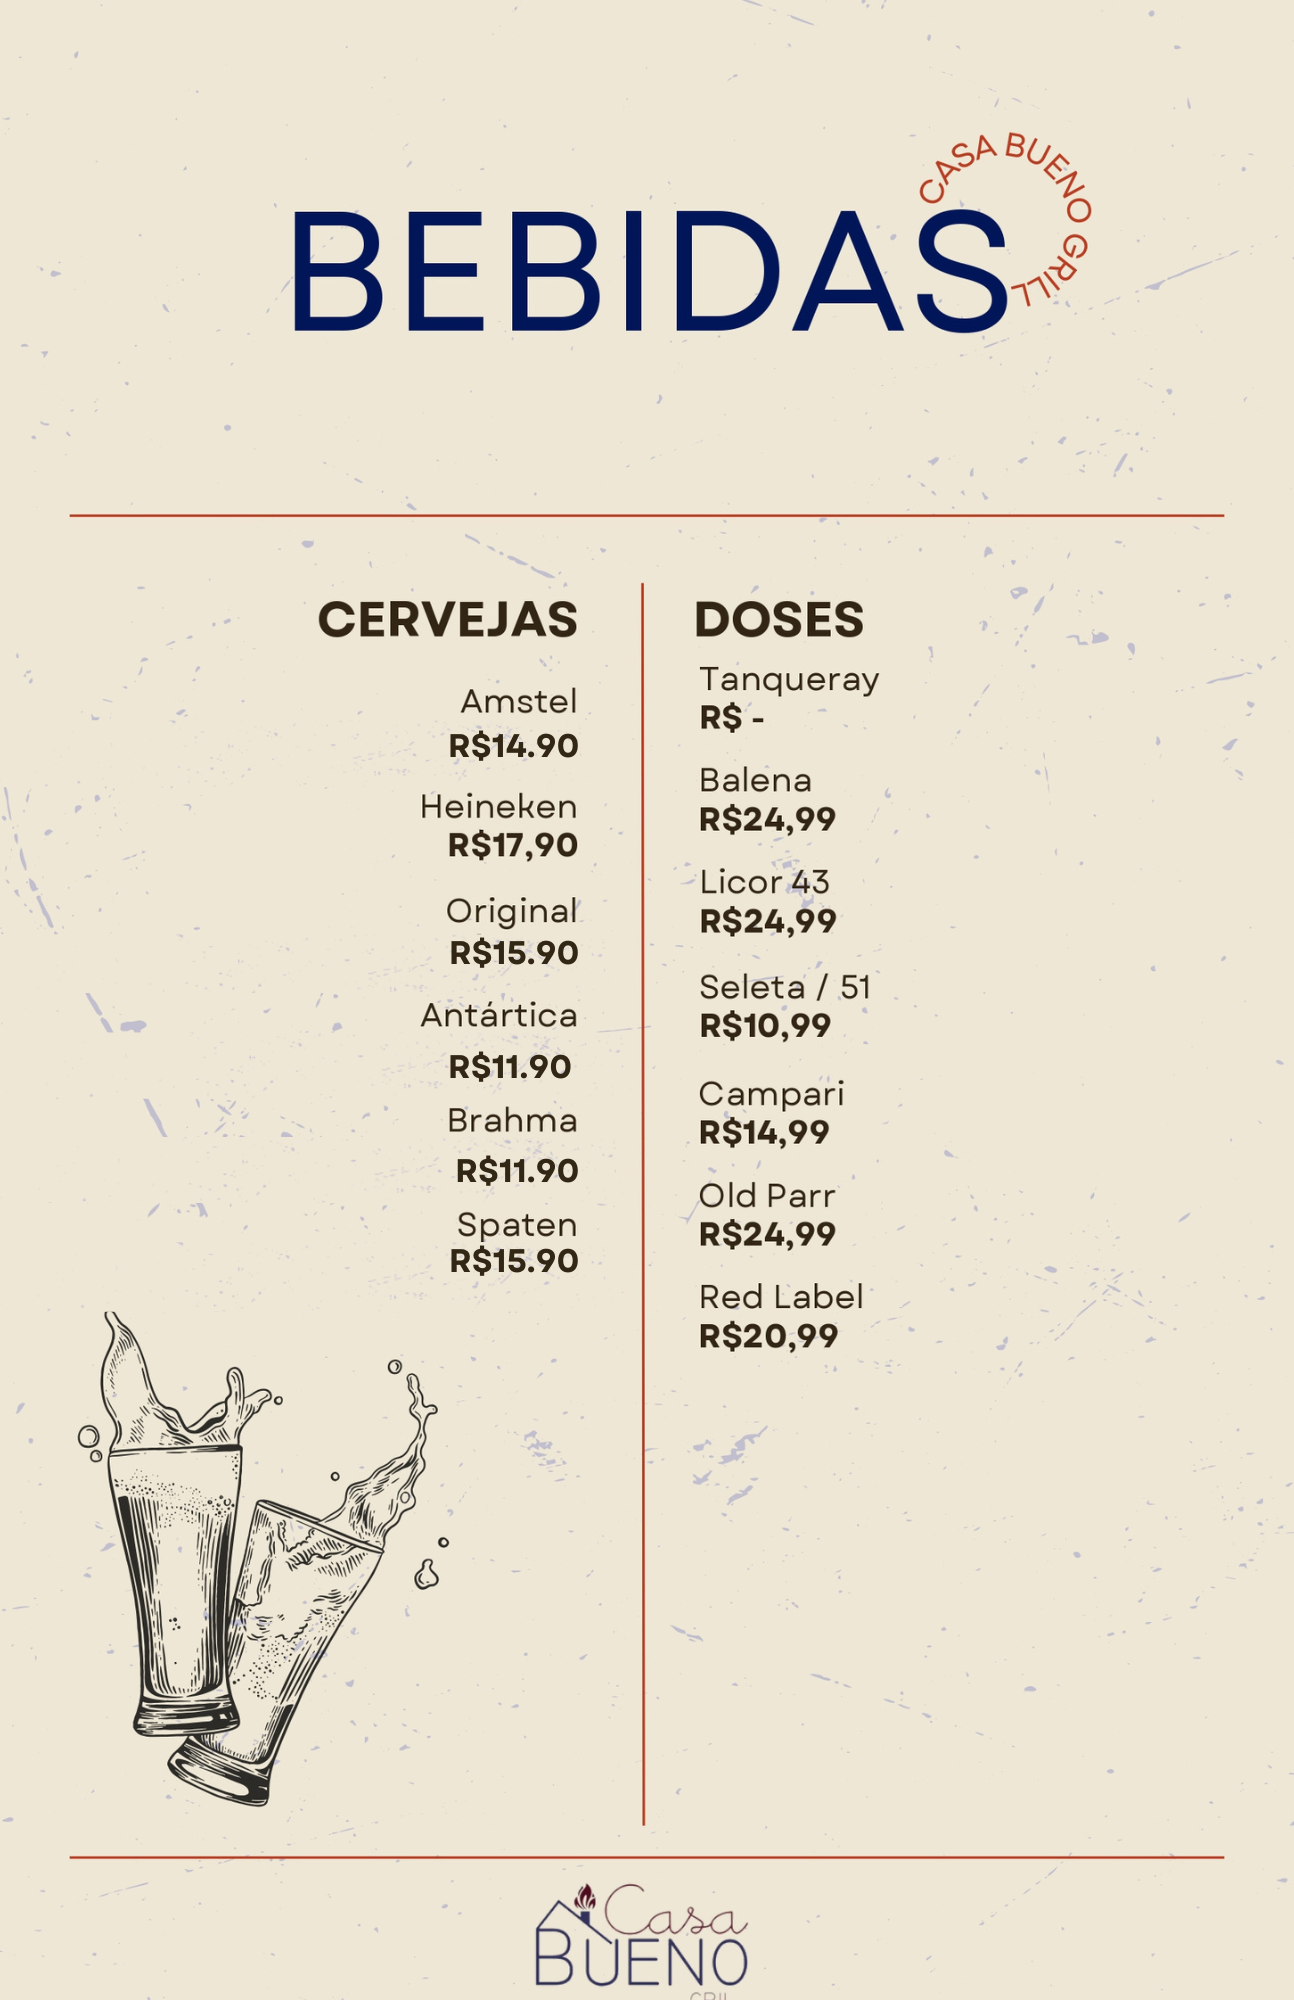 CASA BUENO GRILL
BEBIDAS
CERVEJAS
Amstel
R$14.90
Heineken
R$17,90
Original
R$15.90
Antártica
R$11.90
Brahma
R$11.90
Spaten
R$15.90
DOSES
Tanqueray
R$ -
Balena
R$24,99
Licor 43
R$24,99
Seleta / 51
R$10,99
Campari
R$14,99
Old Parr
R$24,99
Red Label
R$20,99
Casa
BUENO